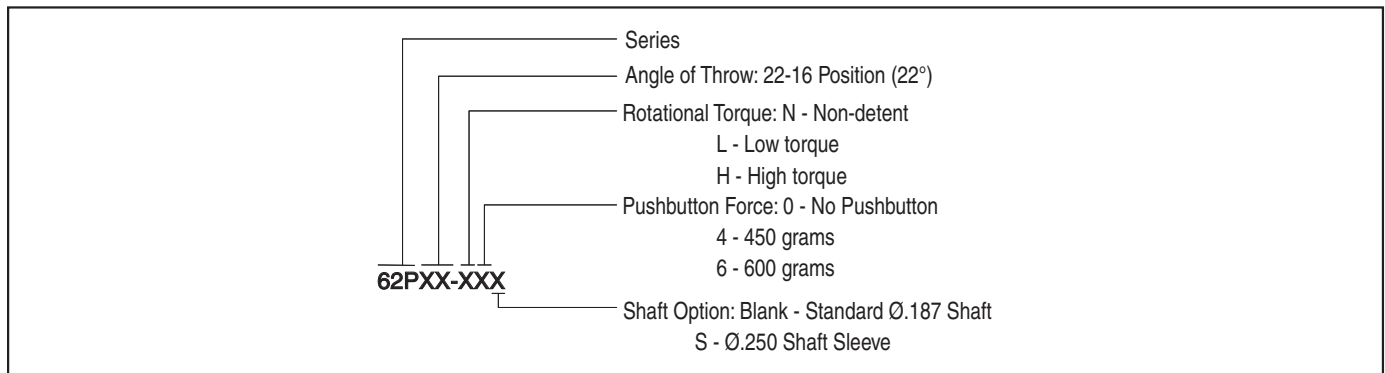 Series
Angle of Throw: 22-16 Position (22°)
Rotational Torque: N - Non-detent
L - Low torque
H - High torque
Pushbutton Force: 0 - No Pushbutton
4 - 450 grams
6 - 600 grams
62PXX-XXX
Shaft Option: Blank - Standard Ø.187 Shaft
S - Ø.250 Shaft Sleeve